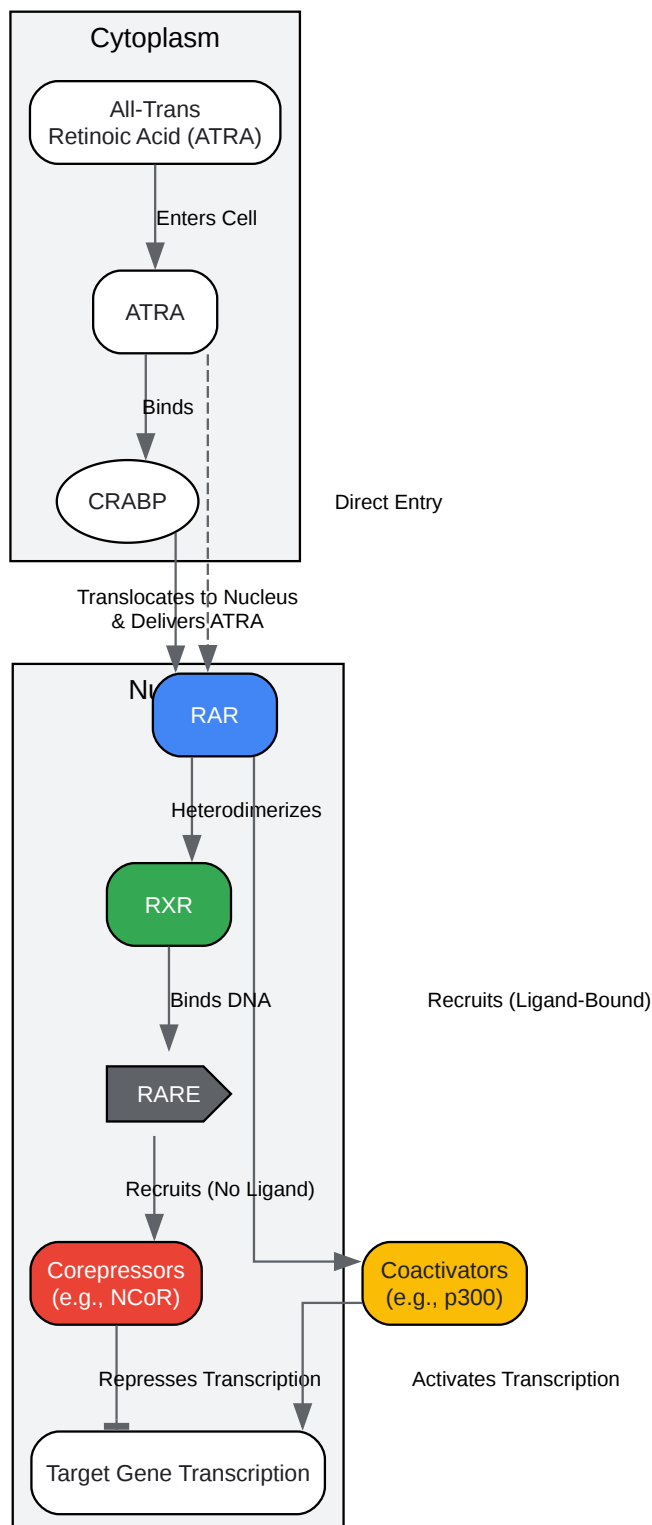 Cytoplasm
All-Trans
Retinoic Acid (ATRA)
Enters Cell
ATRA
Binds
CRABP
Direct Entry
Translocates to Nucleus
& Delivers ATRA
Nu
RAR
Heterodimerizes
RXR
Binds DNA
Recruits (Ligand-Bound)
RARE
Recruits (No Ligand)
Corepressors
(e.g., NCoR)
Coactivators
(e.g., p300)
Represses Transcription
Activates Transcription
Target Gene Transcription